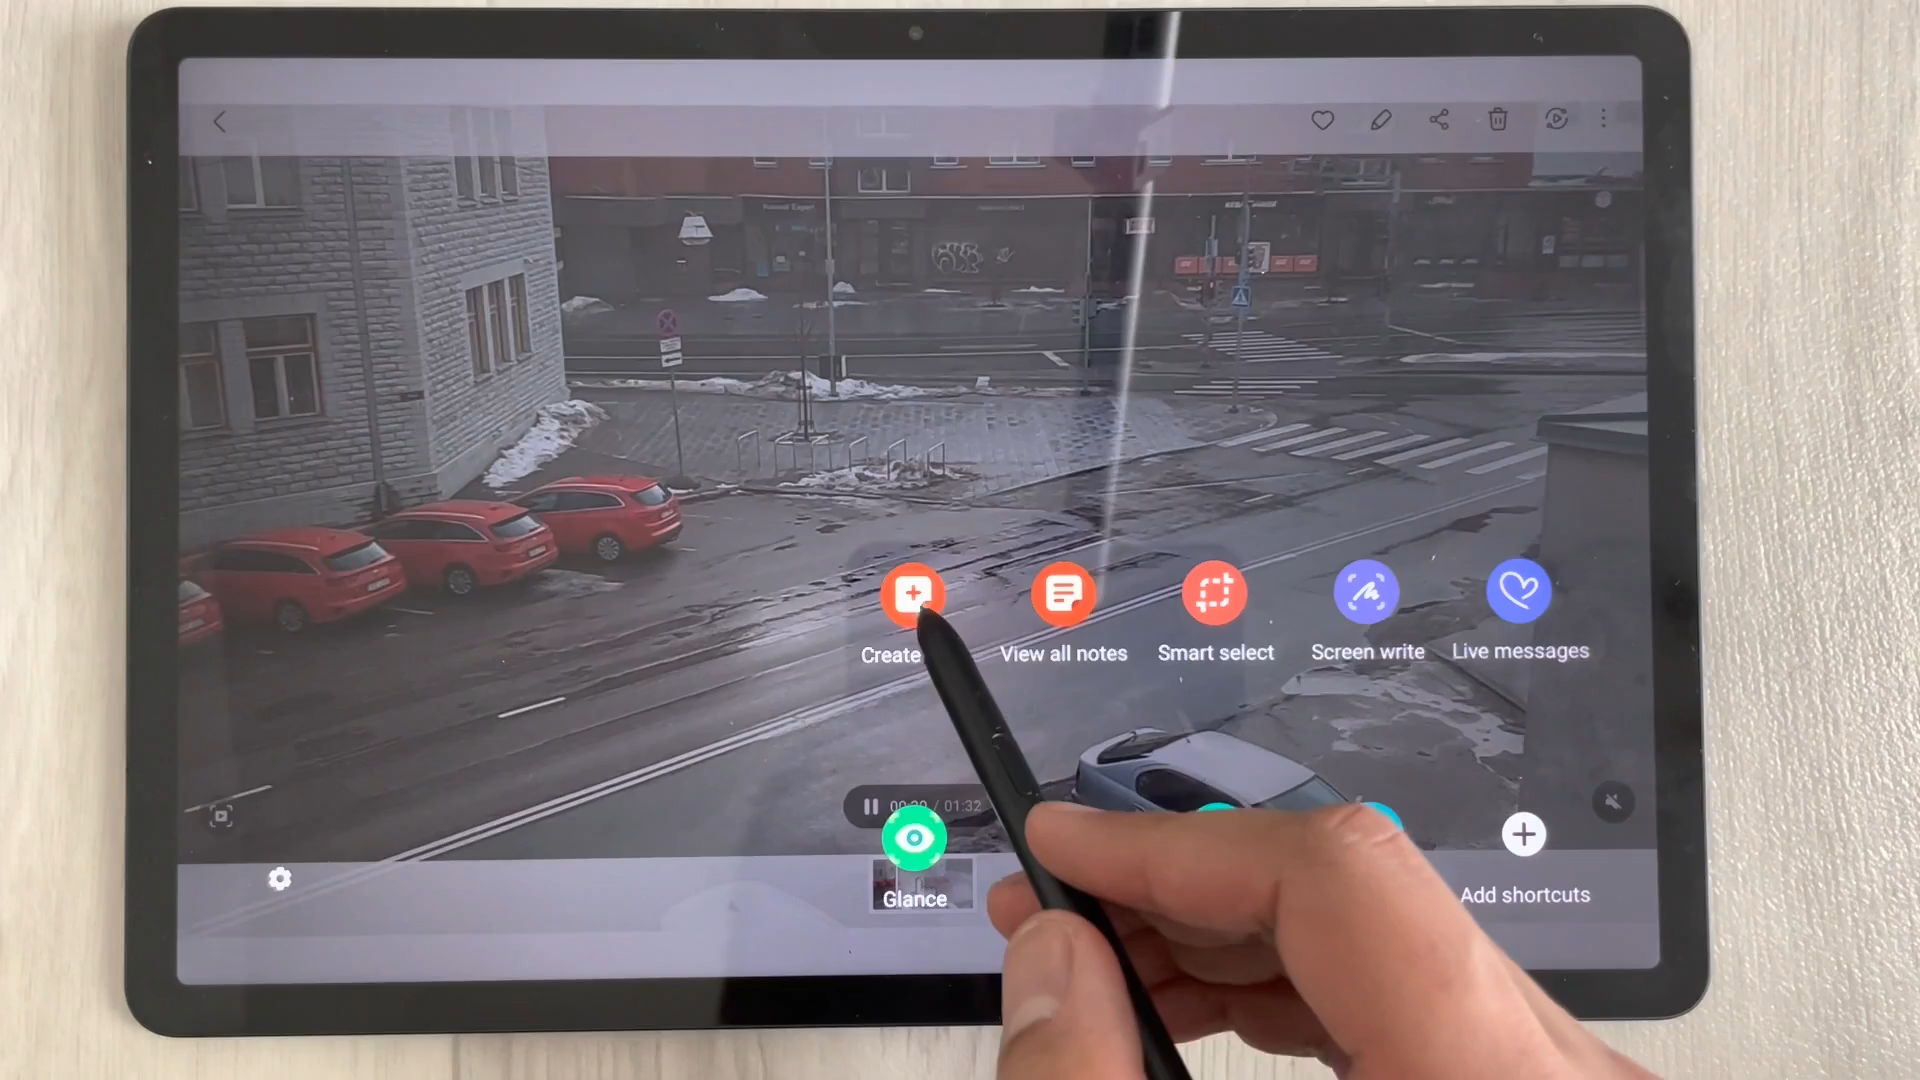 Create
View all notes
Smart select
Screen write
Live messages
/ 01:32
Glance
Add shortcuts